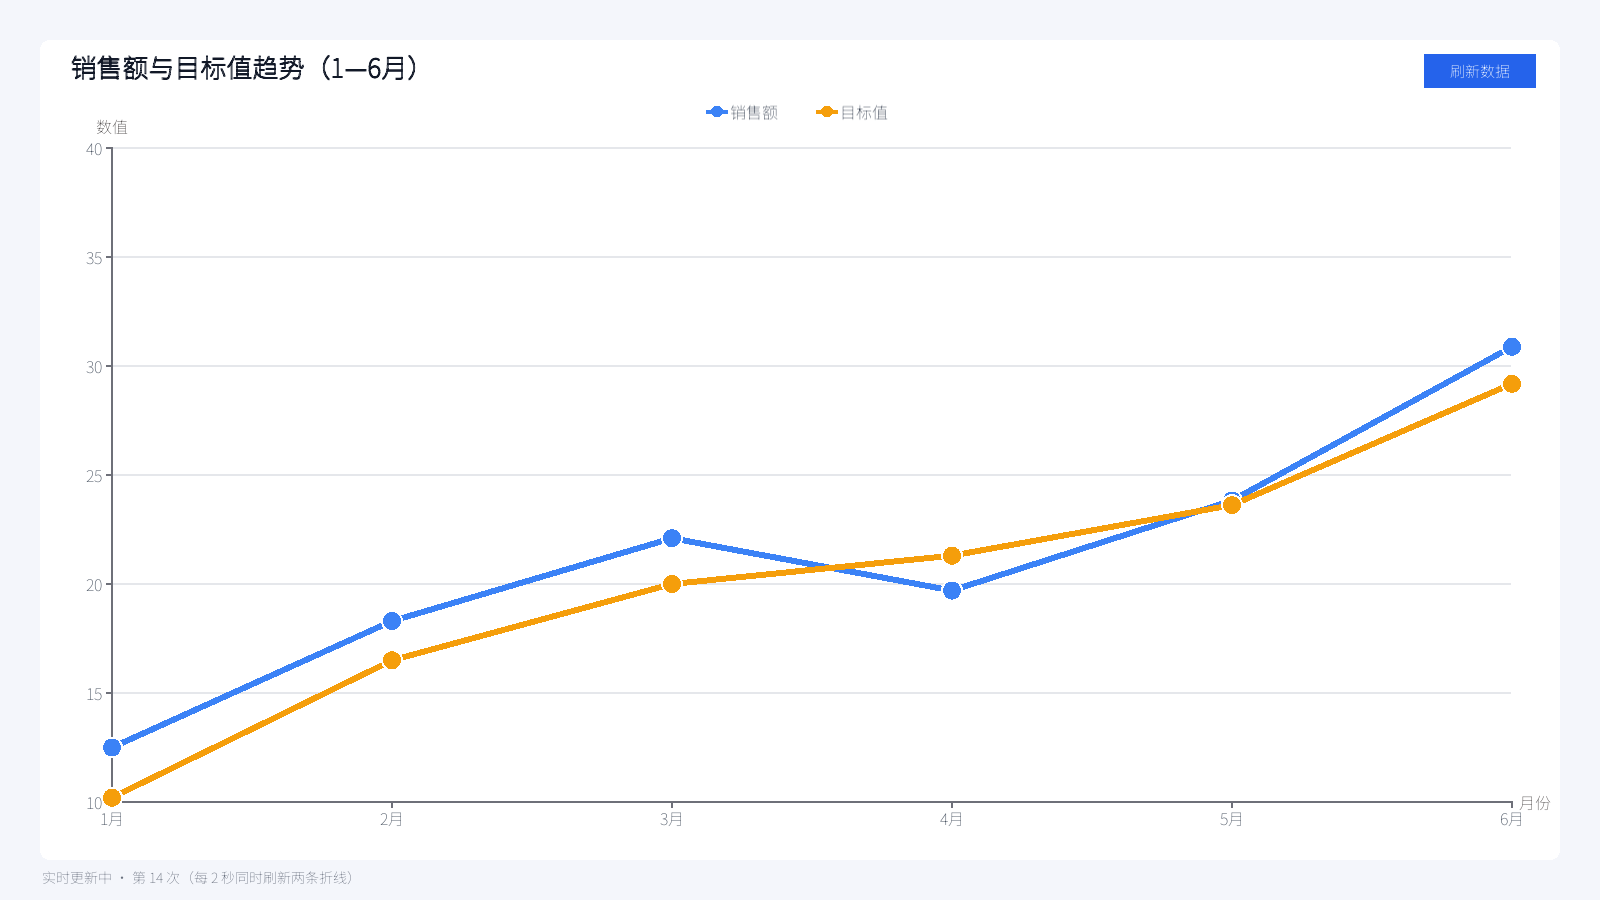 销售额与目标值趋势（1—6月）
刷新数据
销售额
目标值
数值
40
35
30
25
20
15
10
1月
2月
3月
4月
5月
6月
月份
实时更新中 · 第 14 次（每 2 秒同时刷新两条折线）